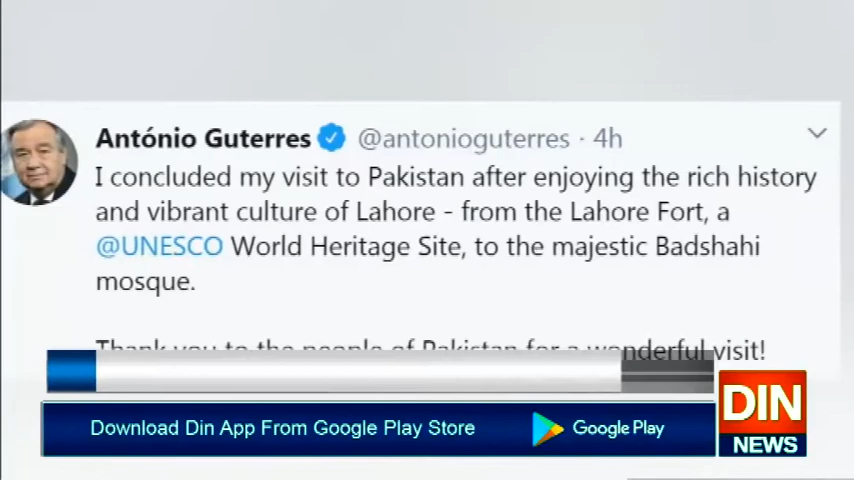 António Guterres @antonioguterres · 4h
I concluded my visit to Pakistan after enjoying the rich history
and vibrant culture of Lahore - from the Lahore Fort, a
@UNESCO World Heritage Site, to the majestic Badshahi
mosque.
Thank you to the people of Pakistan for a wonderful visit!
Download Din App From Google Play Store
Google Play
DIN
NEWS